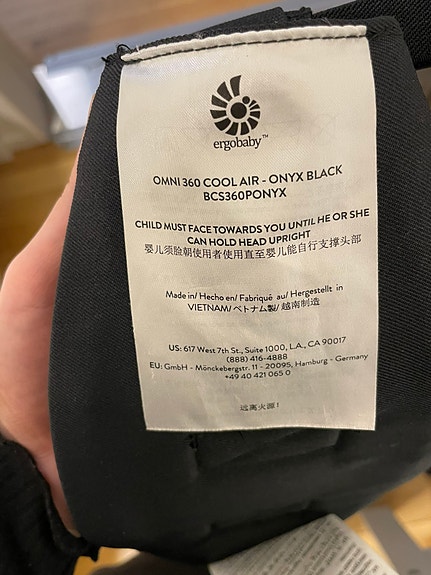 ergobaby™
OMNI 360 COOL AIR - ONYX BLACK
BCS360PONYX
CHILD MUST FACE TOWARDS YOU UNTIL HE OR SHE
CAN HOLD HEAD UPRIGHT
婴儿须脸朝使用者使用直至婴儿能自行支撑头部
Made in/ Hecho en/ Fabriqué au/ Hergestellt in
VIETNAM/ベトナム製/ 越南制造
US: 617 West 7th St., Suite 1000, L.A., CA 90017
(888) 416-4888
EU: GmbH - Mönckebergstr. 11 - 20095, Hamburg - Germany
+49 40 421 065 0
远离火源!